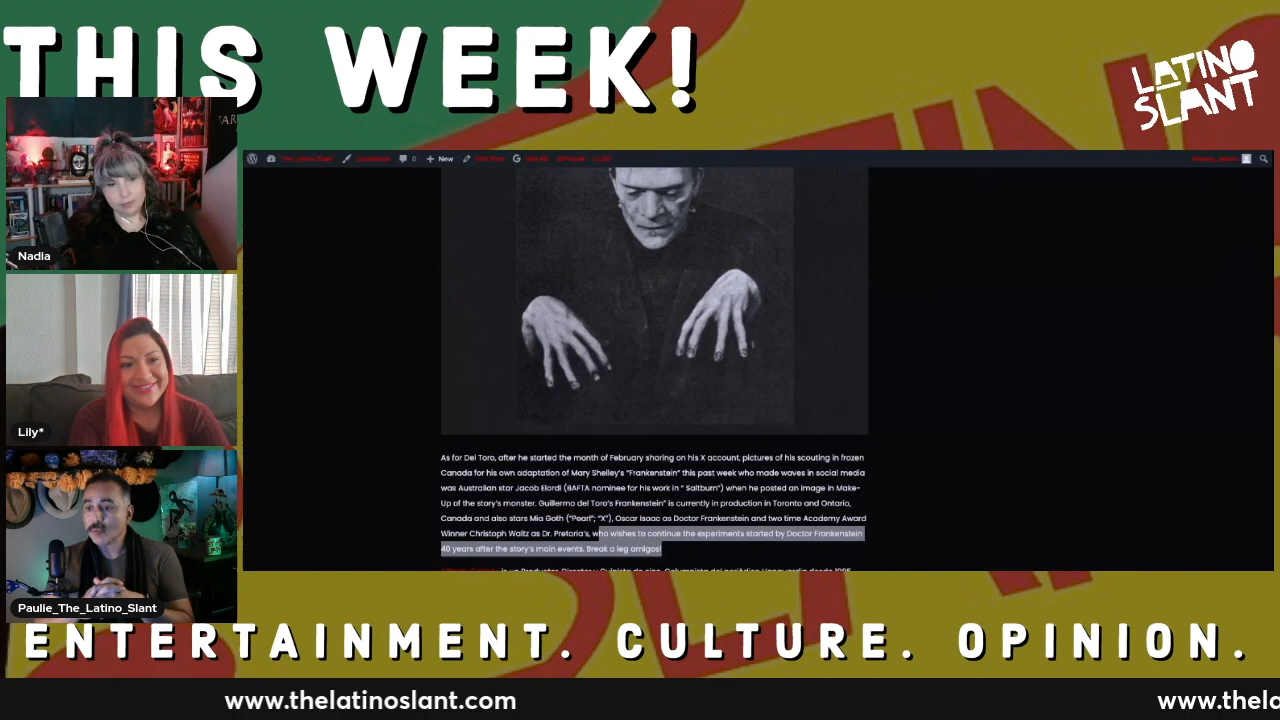 THIS WEEK!
LATINO
SLANT
New
As for Del Toro, after he started the month of February sharing on his X account, pictures of his scouting in frozen
Canada for his own adaptation of Mary Shelley's "Frankenstein" this past week who made waves in social media
was Australian star Jacob Elordi (BAFTA nominee for his work in " Saltburn") when he posted an image in Make-
Up of the story's monster. Guillermo del Toro's Frankenstein" is currently in production in Toronto and Ontario,
Canada and also stars Mia Goth ("Pearl"; "X"), Oscar Isaac as Doctor Frankenstein and two time Academy Award
Winner Christoph Waltz as Dr. Pretoria's, who wishes to continue the experiments started by Doctor Frankenstein
40 years after the story's main events. Break a leg amigos!
Nadia
Lily*
Paulie_The_Latino_Slant
ENTERTAINMENT. CULTURE. OPINION.
www.thelatinoslant.com